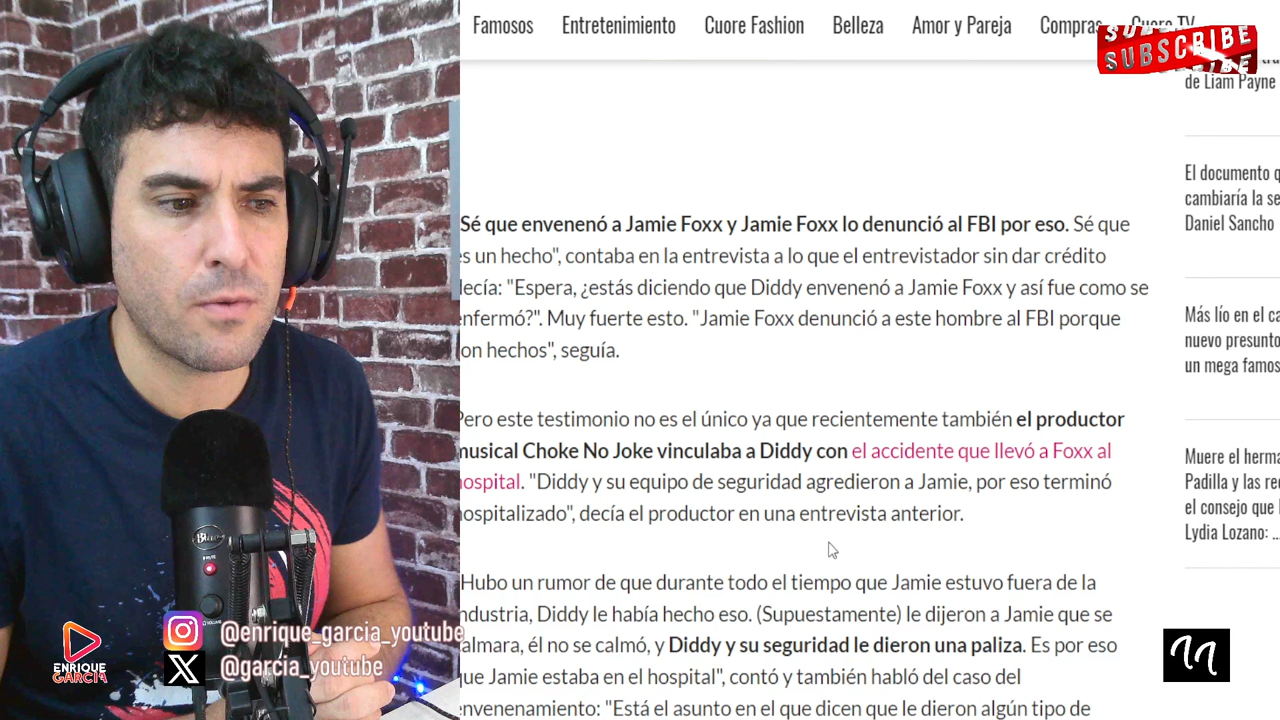 Famosos Entretenimiento Cuore Fashion Belleza Amor y Pareja Compras Cuore TV
SUBSCRIBE
de Liam Payne
El documento q
cambiaría la se
Daniel Sancho
Más lío en el ca
nuevo presunto
un mega famos
Muere el herma
Padilla y las re
el consejo que
Lydia Lozano: ...
Sé que envenenó a Jamie Foxx y Jamie Foxx lo denunció al FBI por eso. Sé que
es un hecho", contaba en la entrevista a lo que el entrevistador sin dar crédito
decía: "Espera, ¿estás diciendo que Diddy envenenó a Jamie Foxx y así fue como se
enfermó?". Muy fuerte esto. "Jamie Foxx denunció a este hombre al FBI porque
on hechos", seguía.
Pero este testimonio no es el único ya que recientemente también el productor
musical Choke No Joke vinculaba a Diddy con el accidente que llevó a Foxx al
hospital. "Diddy y su equipo de seguridad agredieron a Jamie, por eso terminó
hospitalizado", decía el productor en una entrevista anterior.
Hubo un rumor de que durante todo el tiempo que Jamie estuvo fuera de la
industria, Diddy le había hecho eso. (Supuestamente) le dijeron a Jamie que se
calmara, él no se calmó, y Diddy y su seguridad le dieron una paliza. Es por eso
que Jamie estaba en el hospital", contó y también habló del caso del
envenenamiento: "Está el asunto en el que dicen que le dieron algún tipo de
Blue
ENRIQUE
GARCIA
@enrique_garcia_youtube
@garcia_youtube